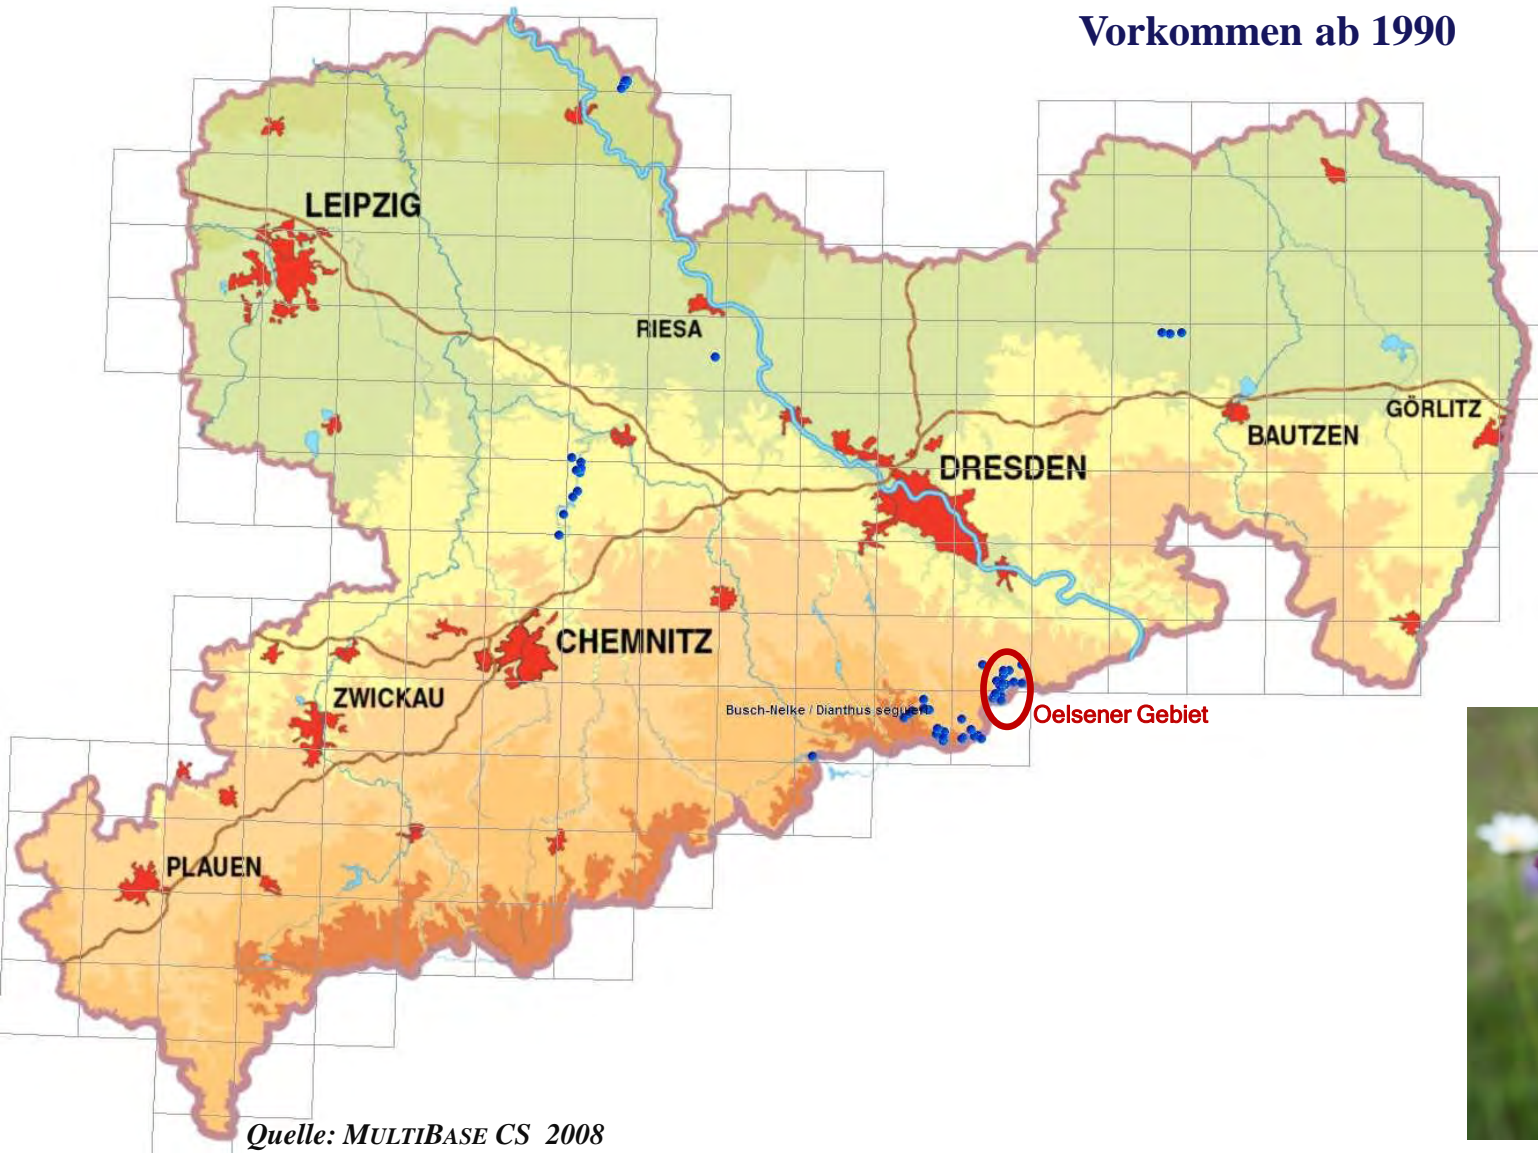 Vorkommen ab 1990
LEIPZIG
RIESA
GÖRLITZ
BAUTZEN
DRESDEN
CHEMNITZ
ZWICKAU
Busch-Nelke / Dianthus seguieri
Oelsener Gebiet
PLAUEN
Quelle: MULTIBASE CS 2008